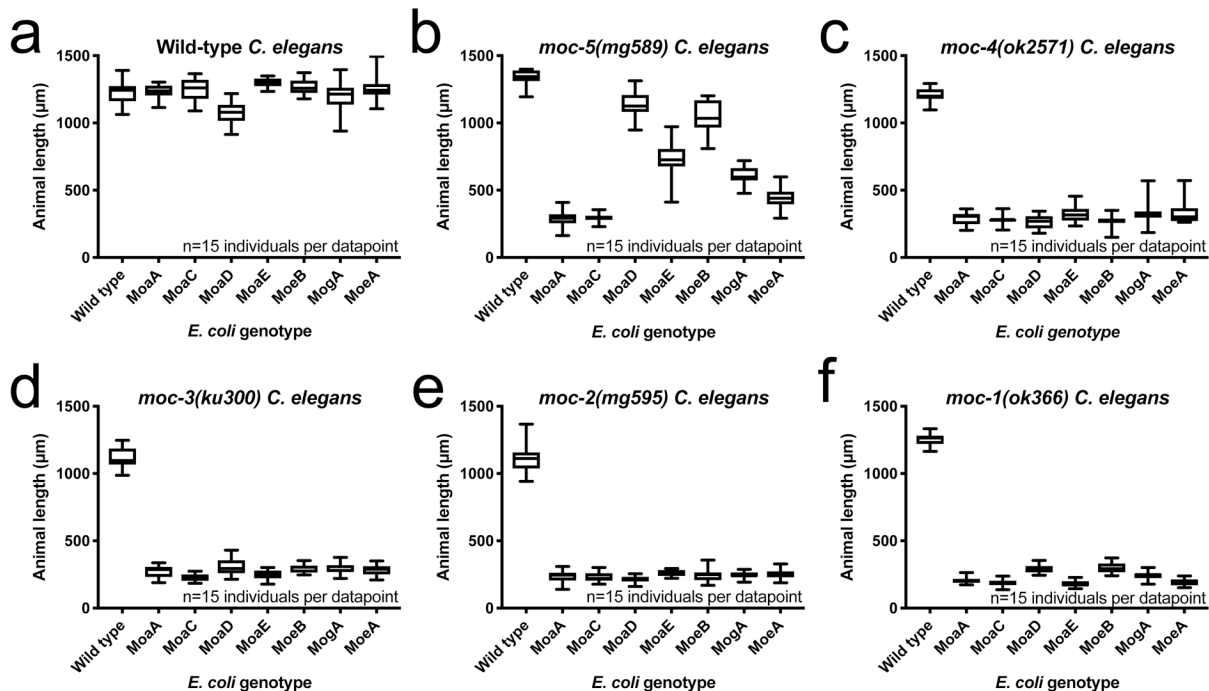 a
Wild-type C. elegans
1500
1000
500
0
Animal length (µm)
n=15 individuals per datapoint
Wild type
MoaA
MoaC
MoaD
MoaE
MoeB
MogA
MoeA
E. coli genotype
b
moc-5(mg589) C. elegans
1500
1000
500
0
Animal length (µm)
n=15 individuals per datapoint
Wild type
MoaA
MoaC
MoaD
MoaE
MoeB
MogA
MoeA
E. coli genotype
c
moc-4(ok2571) C. elegans
1500
1000
500
0
Animal length (µm)
n=15 individuals per datapoint
Wild type
MoaA
MoaC
MoaD
MoaE
MoeB
MogA
MoeA
E. coli genotype
d
moc-3(ku300) C. elegans
1500
1000
500
0
Animal length (µm)
n=15 individuals per datapoint
Wild type
MoaA
MoaC
MoaD
MoaE
MoeB
MogA
MoeA
E. coli genotype
e
moc-2(mg595) C. elegans
1500
1000
500
0
Animal length (µm)
n=15 individuals per datapoint
Wild type
MoaA
MoaC
MoaD
MoaE
MoeB
MogA
MoeA
E. coli genotype
f
moc-1(ok366) C. elegans
1500
1000
500
0
Animal length (µm)
n=15 individuals per datapoint
Wild type
MoaA
MoaC
MoaD
MoaE
MoeB
MogA
MoeA
E. coli genotype